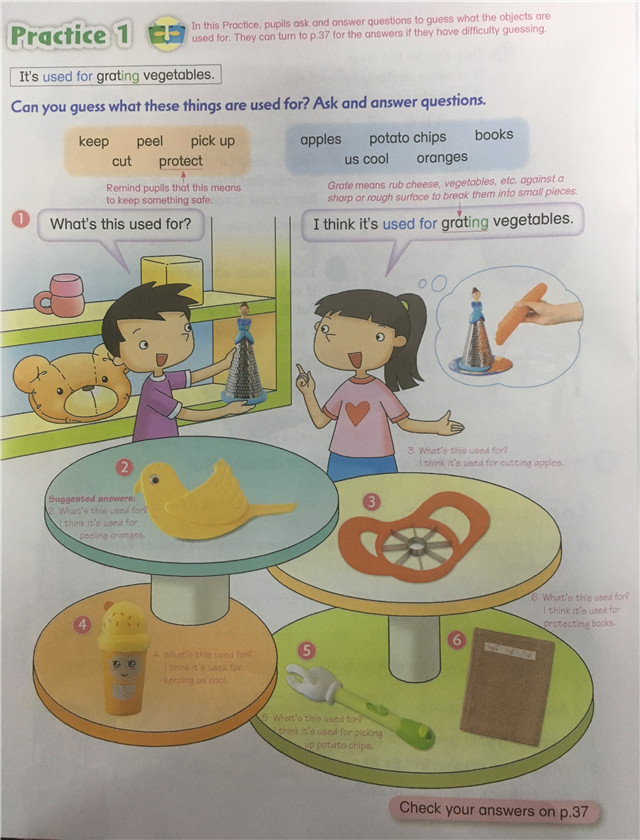 Practice 1
In this Practice, pupils ask and answer questions to guess what the objects are
used for. They can turn to p.37 for the answers if they have difficulty guessing.
It's used for grating vegetables.
Can you guess what these things are used for? Ask and answer questions.
keep peel pick up
cut protect
Remind pupils that this means
to keep something safe.
apples potato chips books
us cool oranges
Grate means rub cheese, vegetables, etc. against a
sharp or rough surface to break them into small pieces.
1
What's this used for?
I think it's used for grating vegetables.
3 What's this used for?
I think it's used for cutting apples.
2
Suggested answers:
2 What's this used for?
I think it's used for
peeling oranges.
3
6 What's this used for?
I think it's used for
protecting books.
4
4 What's this used for?
I think it's used for
keeping us cool.
5
6
5 What's this used for?
I think it's used for picking
up potato chips.
Check your answers on p.37